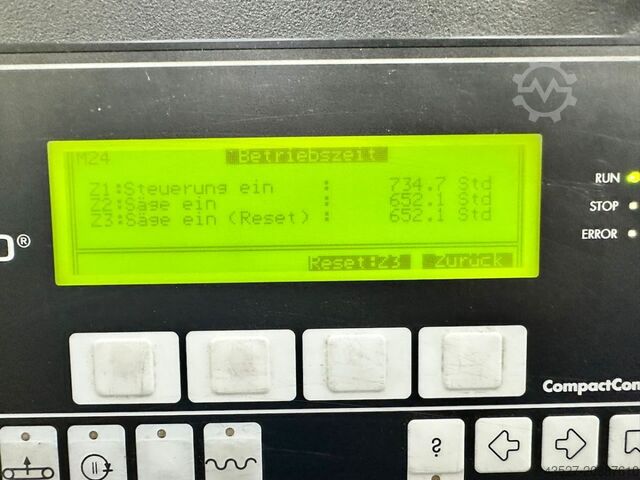 M24 Betriebszeit
Z1:Steuerung ein : 734.7 Std
Z2:Säge ein : 652.1 Std
Z3:Säge ein (Reset) : 652.1 Std
Reset:Z3 Zurück
RUN
STOP
ERROR
®
CompactCon
?